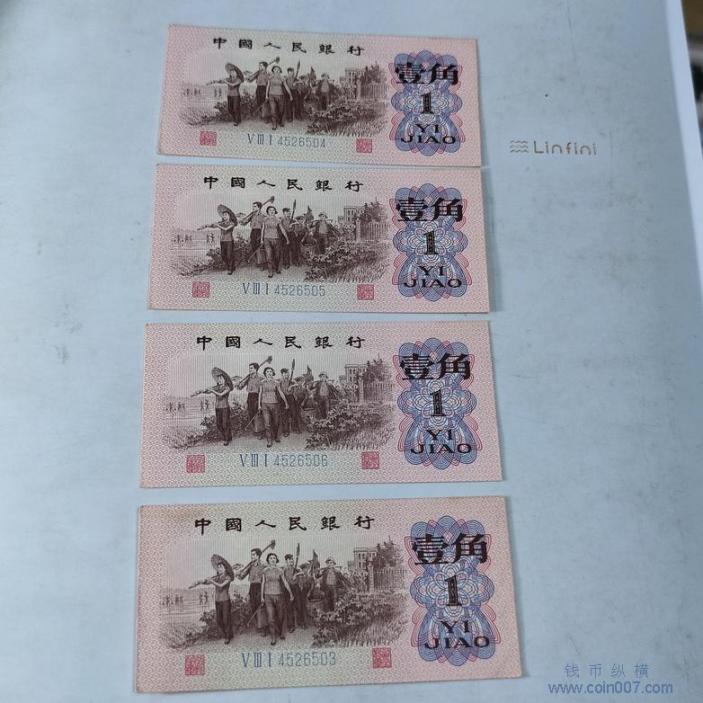 中國人民銀行
壹角
1
YI
JIAO
VIII I 4526504
Linfini
中國人民銀行
壹角
1
YI
JIAO
VIII I 4526505
中國人民銀行
壹角
1
YI
JIAO
VIII I 4526506
中國人民銀行
壹角
1
YI
JIAO
VIII I 4526503
钱币纵横
www.coin007.com